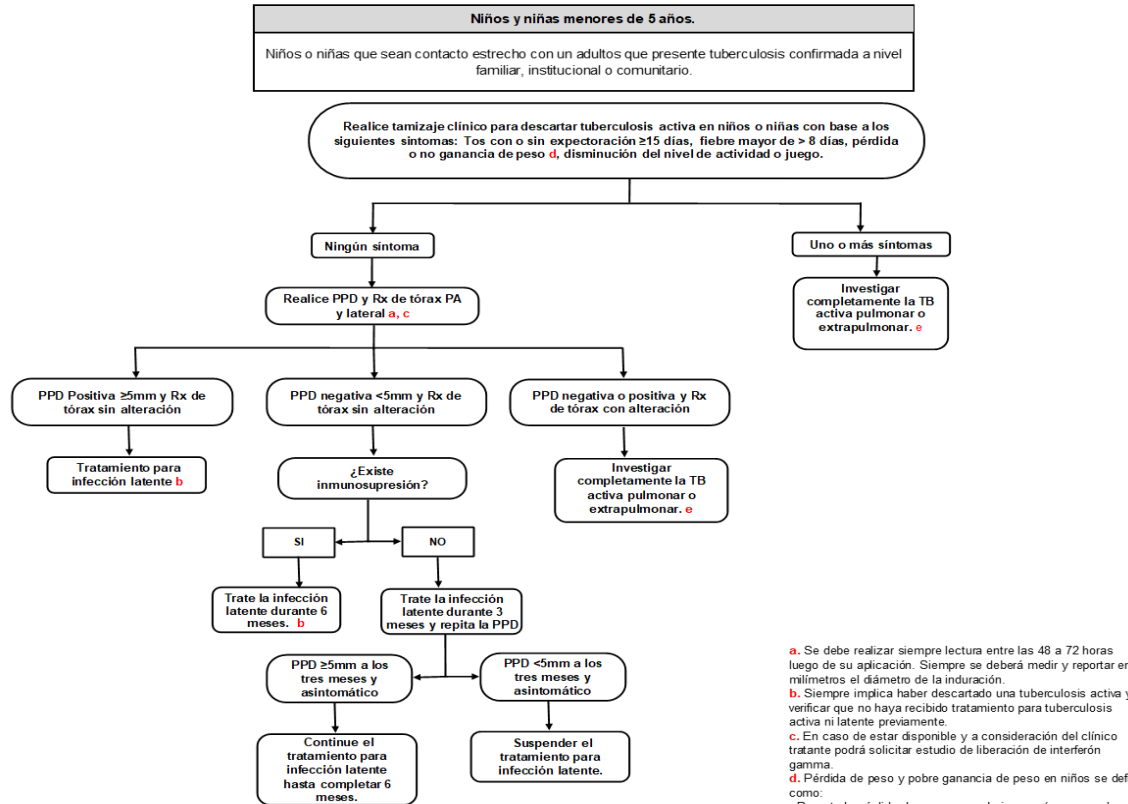 Niños y niñas menores de 5 años.
Niños o niñas que sean contacto estrecho con un adultos que presente tuberculosis confirmada a nivel
familiar, institucional o comunitario.
Realice tamizaje clínico para descartar tuberculosis activa en niños o niñas con base a los
siguientes sintomas: Tos con o sin expectoración ≥15 días, fiebre mayor de > 8 días, pérdida
o no ganancia de peso d, disminución del nivel de actividad o juego.
Ningún síntoma
Uno o más síntomas
Realice PPD y Rx de tórax PA
y lateral a, c
Investigar
completamente la TB
activa pulmonar o
extrapulmonar. e
PPD Positiva ≥5mm y Rx de
tórax sin alteración
PPD negativa <5mm y Rx de
tórax sin alteración
PPD negativa o positiva y Rx
de tórax con alteración
Tratamiento para
infección latente b
¿Existe
inmunosupresión?
Investigar
completamente la TB
activa pulmonar o
extrapulmonar. e
SI
NO
Trate la infección
latente durante 6
meses. b
Trate la infección
latente durante 3
meses y repita la PPD
PPD ≥5mm a los
tres meses y
asintomático
PPD <5mm a los
tres meses y
asintomático
Continue el
tratamiento para
infección latente
hasta completar 6
meses.
Suspender el
tratamiento para
infección latente.
a. Se debe realizar siempre lectura entre las 48 a 72 horas
luego de su aplicación. Siempre se deberá medir y reportar en
milímetros el diámetro de la induración.
b. Siempre implica haber descartado una tuberculosis activa y
verificar que no haya recibido tratamiento para tuberculosis
activa ni latente previamente.
c. En caso de estar disponible y a consideración del clínico
tratante podrá solicitar estudio de liberación de interferón
gamma.
d. Pérdida de peso y pobre ganancia de peso en niños se def
como: